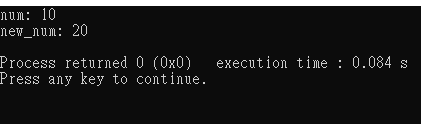 num: 10
new_num: 20
Process returned 0 (0x0)   execution time : 0.084 s
Press any key to continue.